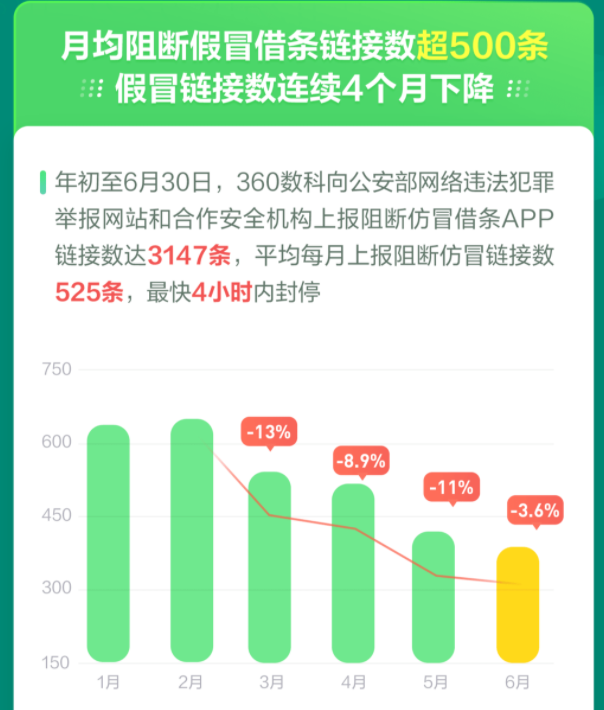 月均阻断假冒借条链接数超500条
假冒链接数连续4个月下降
年初至6月30日，360数科向公安部网络违法犯罪
举报网站和合作安全机构上报阻断仿冒借条APP
链接数达3147条，平均每月上报阻断仿冒链接数
525条，最快4小时内封停
750
600
450
300
150
-13%
-8.9%
-11%
-3.6%
1月 2月 3月 4月 5月 6月